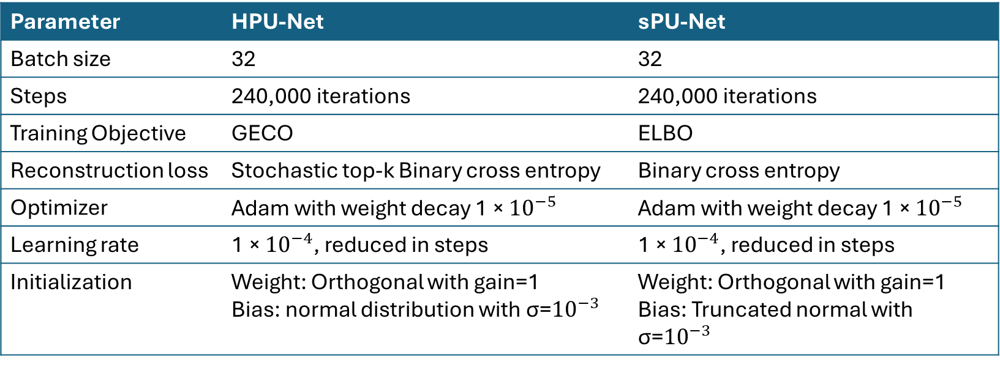 Parameter HPU-Net sPU-Net
Batch size 32 32
Steps 240,000 iterations 240,000 iterations
Training Objective GECO ELBO
Reconstruction loss Stochastic top-k Binary cross entropy Binary cross entropy
Optimizer Adam with weight decay 1 × 10⁻⁵ Adam with weight decay 1 × 10⁻⁵
Learning rate 1 × 10⁻⁴, reduced in steps 1 × 10⁻⁴, reduced in steps
Initialization Weight: Orthogonal with gain=1 Weight: Orthogonal with gain=1
Bias: normal distribution with σ=10⁻³ Bias: Truncated normal with
σ=10⁻³